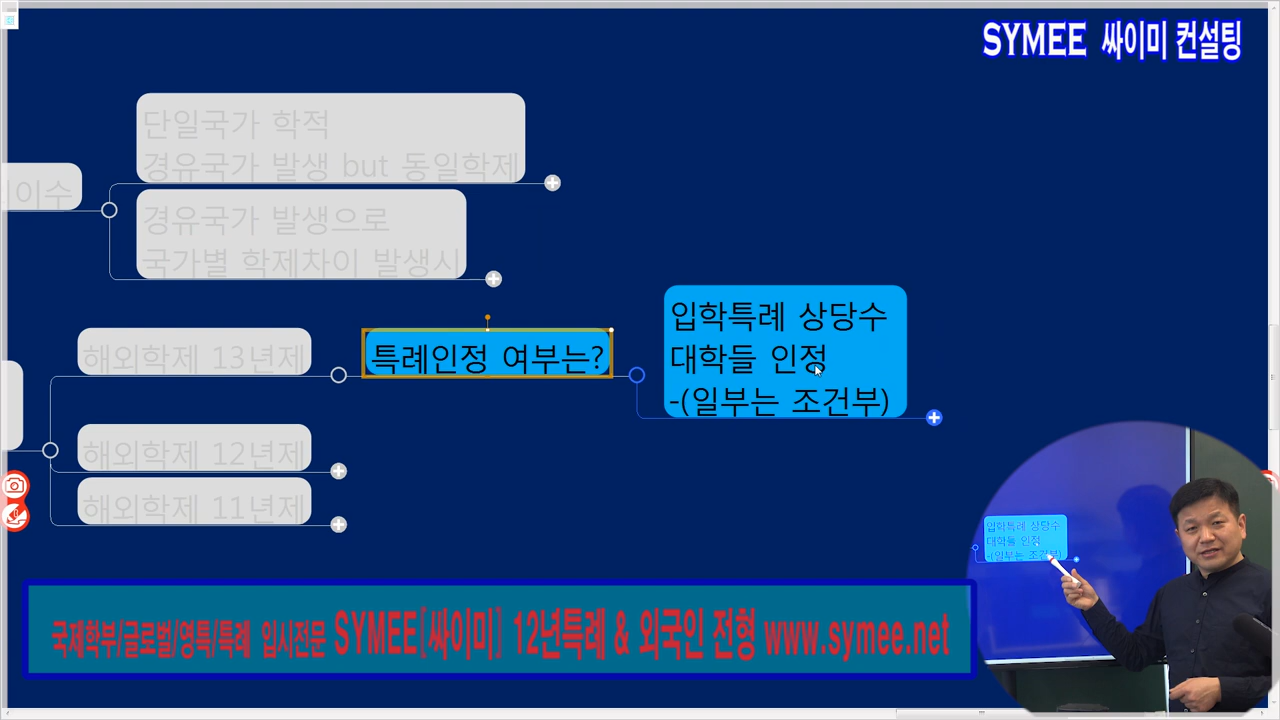 SYMEE 싸이미 컨설팅
단일국가 학적
경유국가 발생 but 동일학제
이수
경유국가 발생으로
국가별 학제차이 발생시
입학특례 상당수
대학들 인정
-(일부는 조건부)
해외학제 13년제
특례인정 여부는?
해외학제 12년제
해외학제 11년제
입학특례 상당수
대학들 인정
-(일부는 조건부)
국제학부/글로벌/영특/특례 입시전문 SYMEE[싸이미] 12년특례 & 외국인 전형 www.symee.net